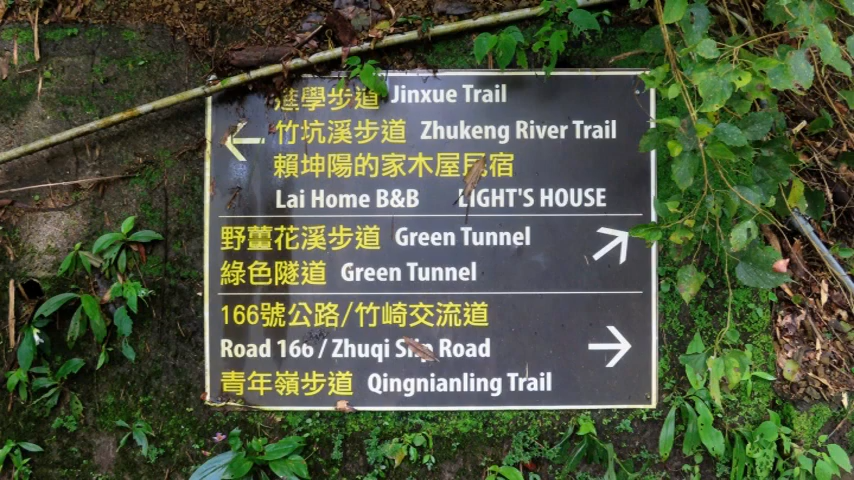 進學步道 Jinxue Trail
竹坑溪步道 Zhukeng River Trail
賴坤陽的家木屋民宿
Lai Home B&B LIGHT'S HOUSE
野薑花溪步道 Green Tunnel
綠色隧道 Green Tunnel
166號公路/竹崎交流道
Road 166 / Zhuqi Slip Road
青年嶺步道 Qingnianling Trail